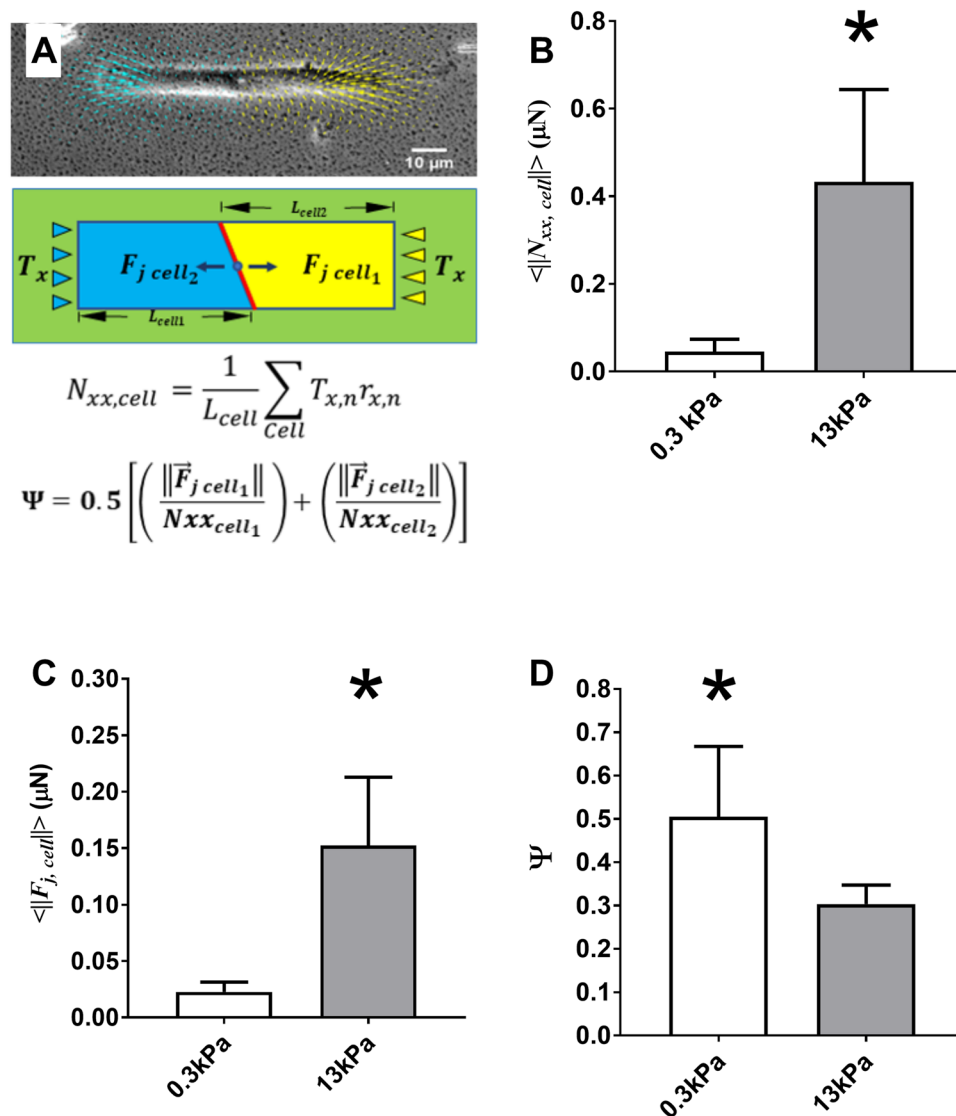 A
10 µm
L_cell2
T_x F_j cell_2 F_j cell_1 T_x
L_cell1
N_xx,cell = 1/L_cell ∑_Cell T_x,n r_x,n
Ψ = 0.5 [(‖F⃗_j cell_1‖/Nxx_cell_1) + (‖F⃗_j cell_2‖/Nxx_cell_2)]
B
<||N_xx, cell||> (µN)
0.8
0.6
0.4
0.2
0.0
*
0.3 kPa
13kPa
C
<||F_j, cell||> (µN)
0.30
0.25
0.20
0.15
0.10
0.05
0.00
*
0.3kPa
13kPa
D
Ψ
0.8
0.7
0.6
0.5
0.4
0.3
0.2
0.1
0.0
*
0.3kPa
13kPa